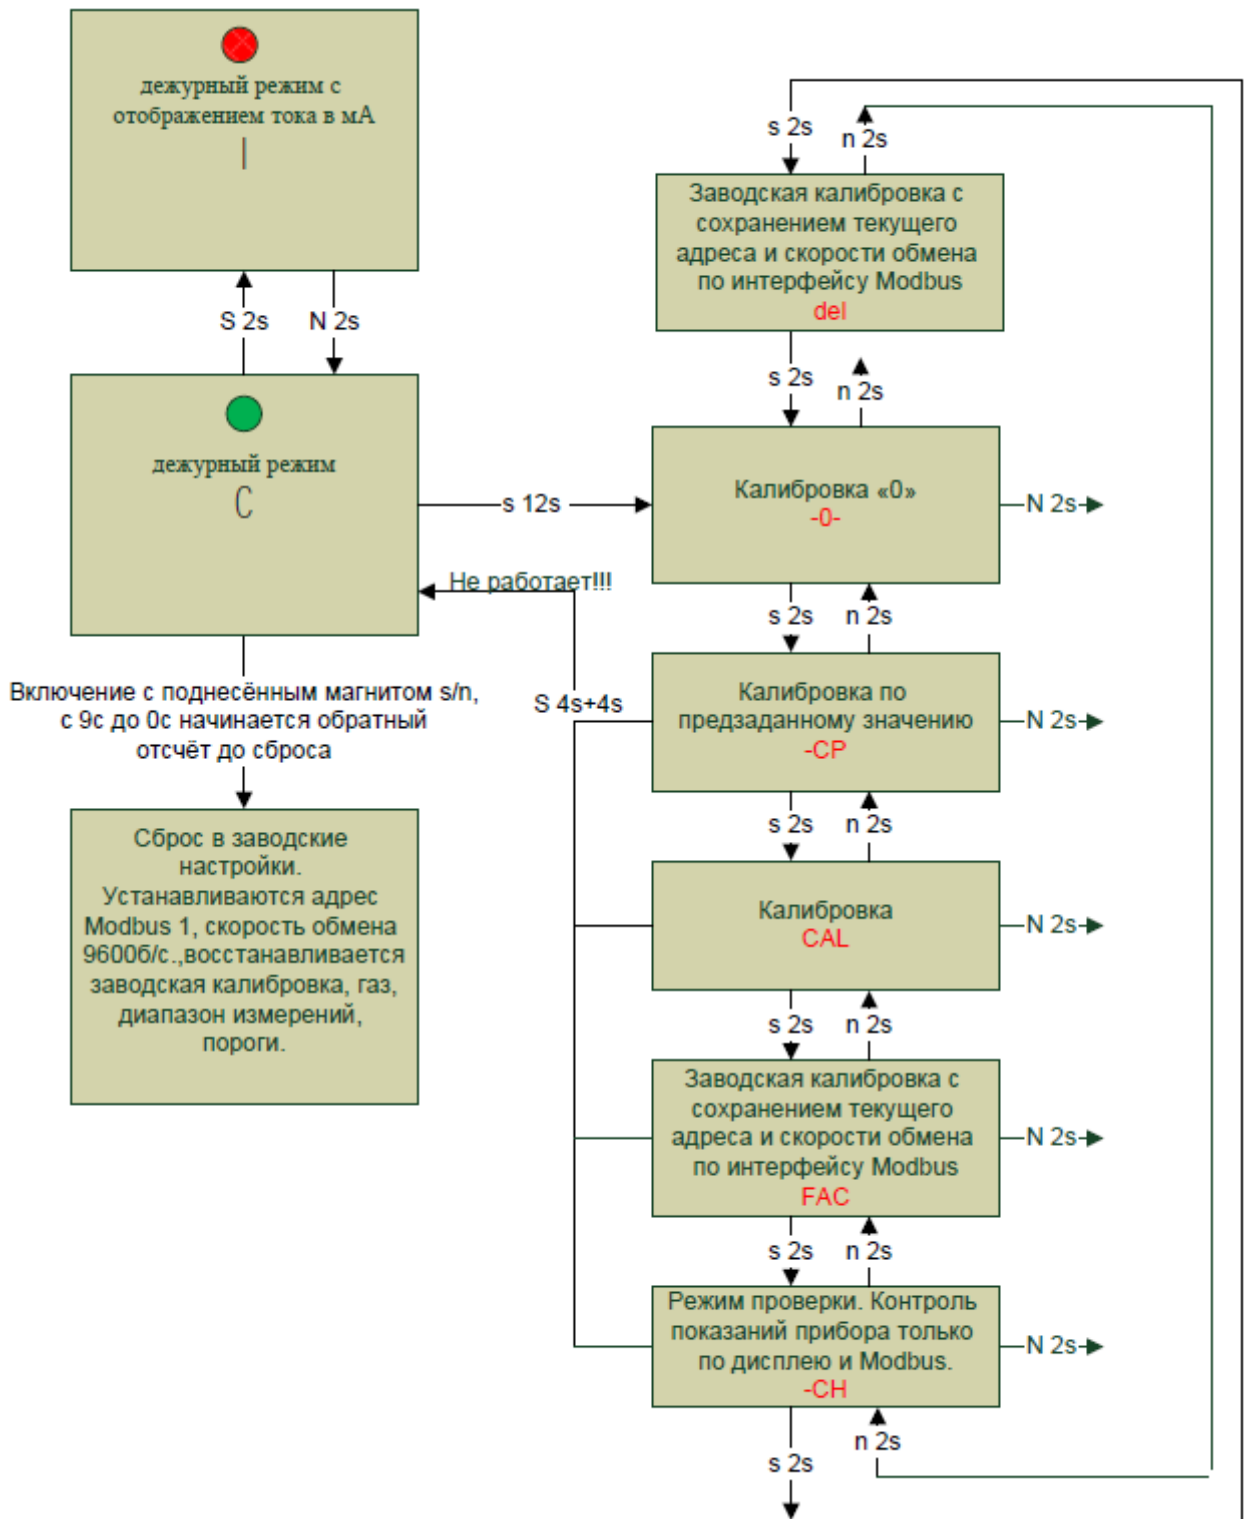 дежурный режим с
отображением тока в мА
I
S 2s
N 2s
дежурный режим
C
s 12s
Не работает!!!
S 4s+4s
Включение с поднесённым магнитом s/n,
с 9с до 0с начинается обратный
отсчёт до сброса
Сброс в заводские
настройки.
Устанавливаются адрес
Modbus 1, скорость обмена
9600б/с.,восстанавливается
заводская калибровка, газ,
диапазон измерений,
пороги.
s 2s
n 2s
Заводская калибровка с
сохранением текущего
адреса и скорости обмена
по интерфейсу Modbus
del
s 2s
n 2s
Калибровка «0»
-0-
N 2s
s 2s
n 2s
Калибровка по
предзаданному значению
-CP
N 2s
s 2s
n 2s
Калибровка
CAL
N 2s
s 2s
n 2s
Заводская калибровка с
сохранением текущего
адреса и скорости обмена
по интерфейсу Modbus
FAC
N 2s
s 2s
n 2s
Режим проверки. Контроль
показаний прибора только
по дисплею и Modbus.
-CH
N 2s
n 2s
s 2s